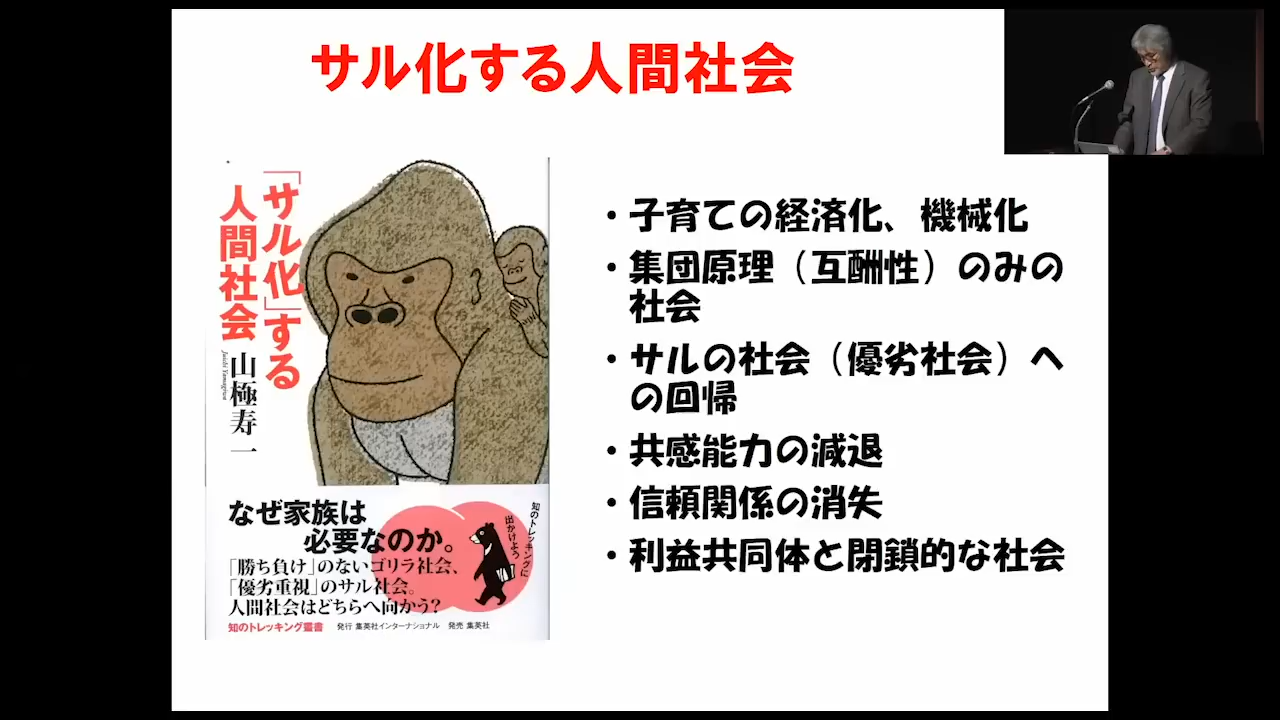 サル化する人間社会
「サル化」する
人間社会
山極寿一
Juichi Yamagiwa
なぜ家族は
必要なのか。
「勝ち負け」のないゴリラ社会、
「優劣重視」のサル社会。
人間社会はどちらへ向かう?
知のトレッキングに
出かけよう
知のトレッキング叢書
発行 集英社インターナショナル 発売 集英社
・子育ての経済化、機械化
・集団原理(互酬性)のみの
社会
・サルの社会(優劣社会)へ
の回帰
・共感能力の減退
・信頼関係の消失
・利益共同体と閉鎖的な社会